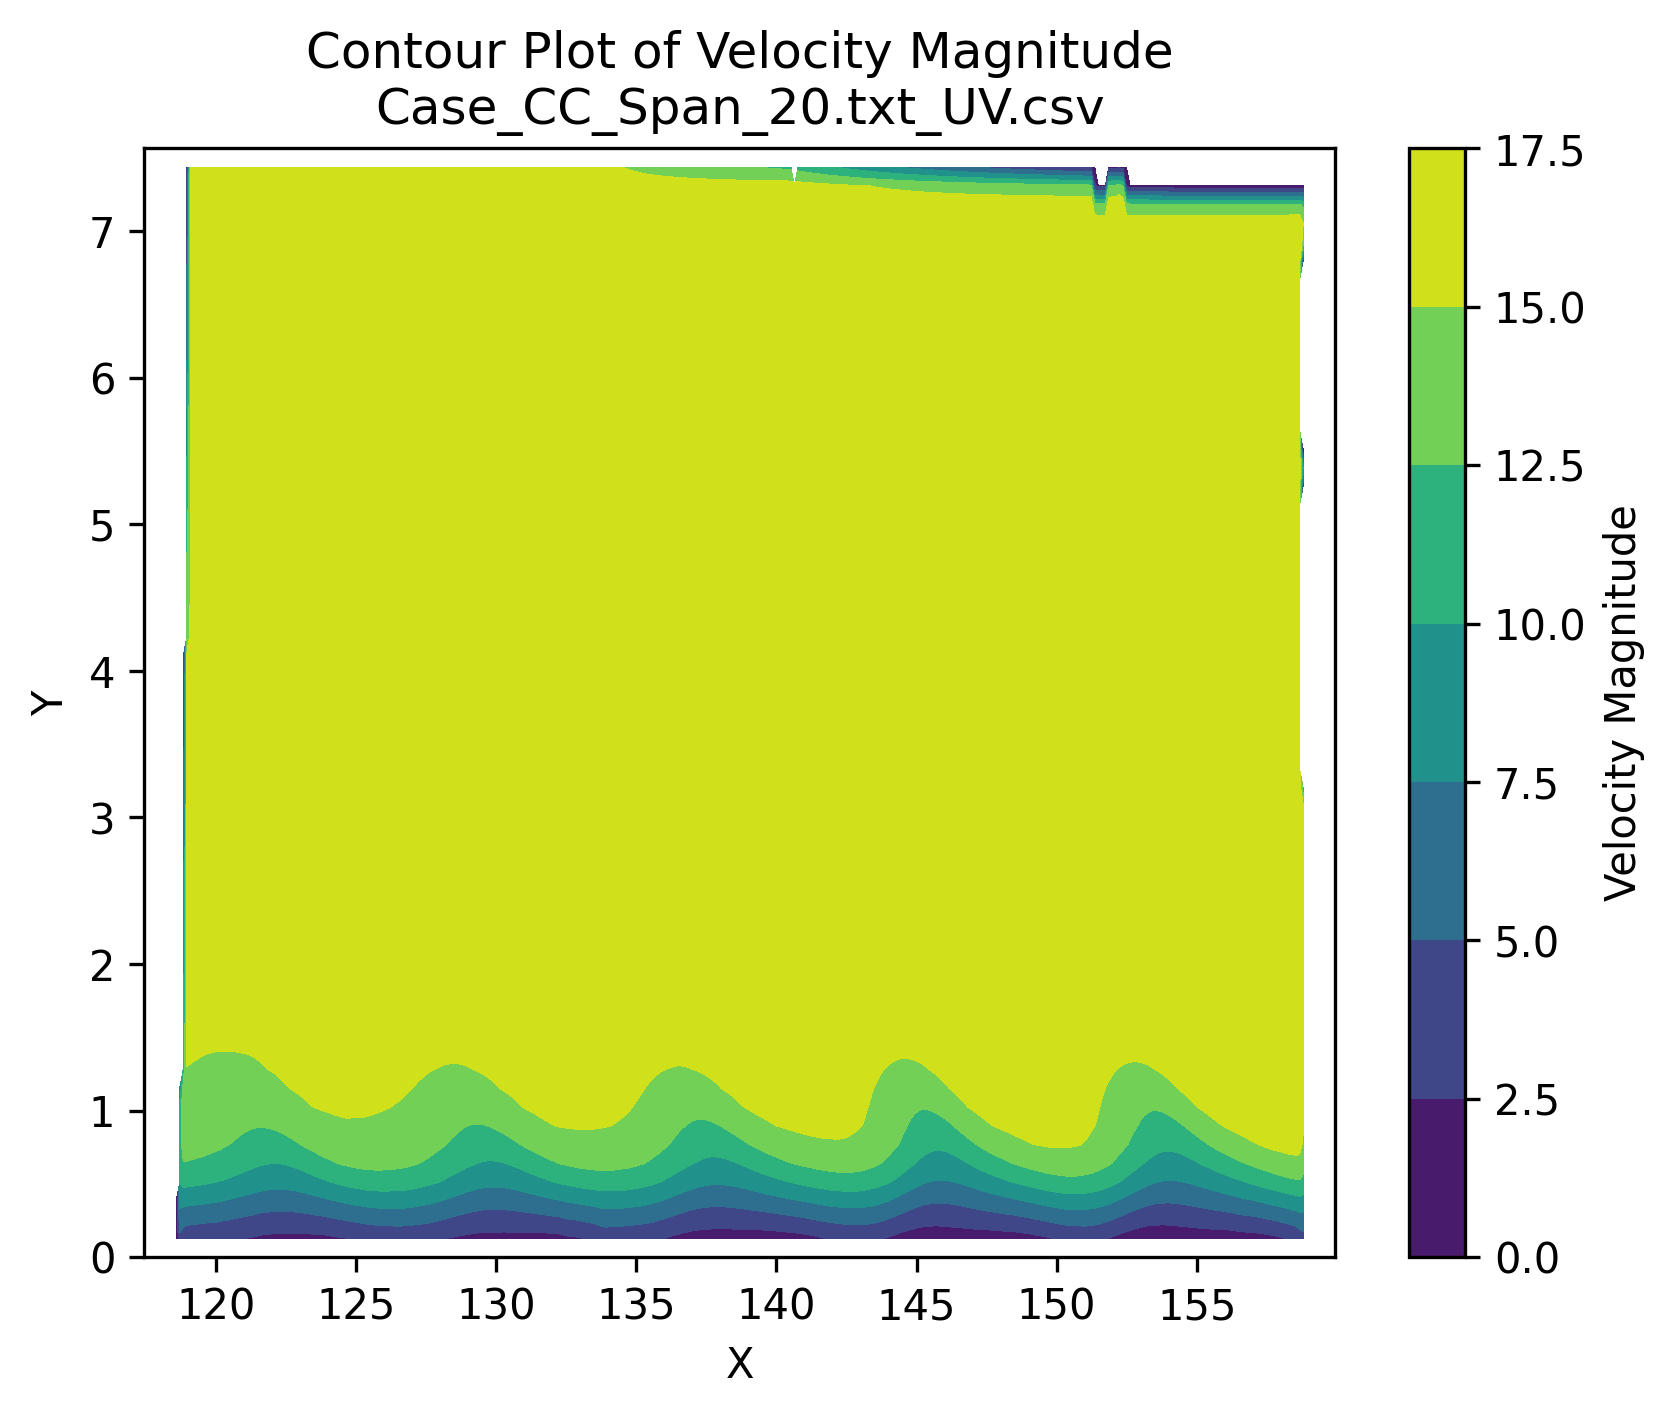 Contour Plot of Velocity Magnitude
Case_CC_Span_20.txt_UV.csv
7
6
5
4
3
2
1
0
Y
120 125 130 135 140 145 150 155
X
17.5
15.0
12.5
10.0
7.5
5.0
2.5
0.0
Velocity Magnitude